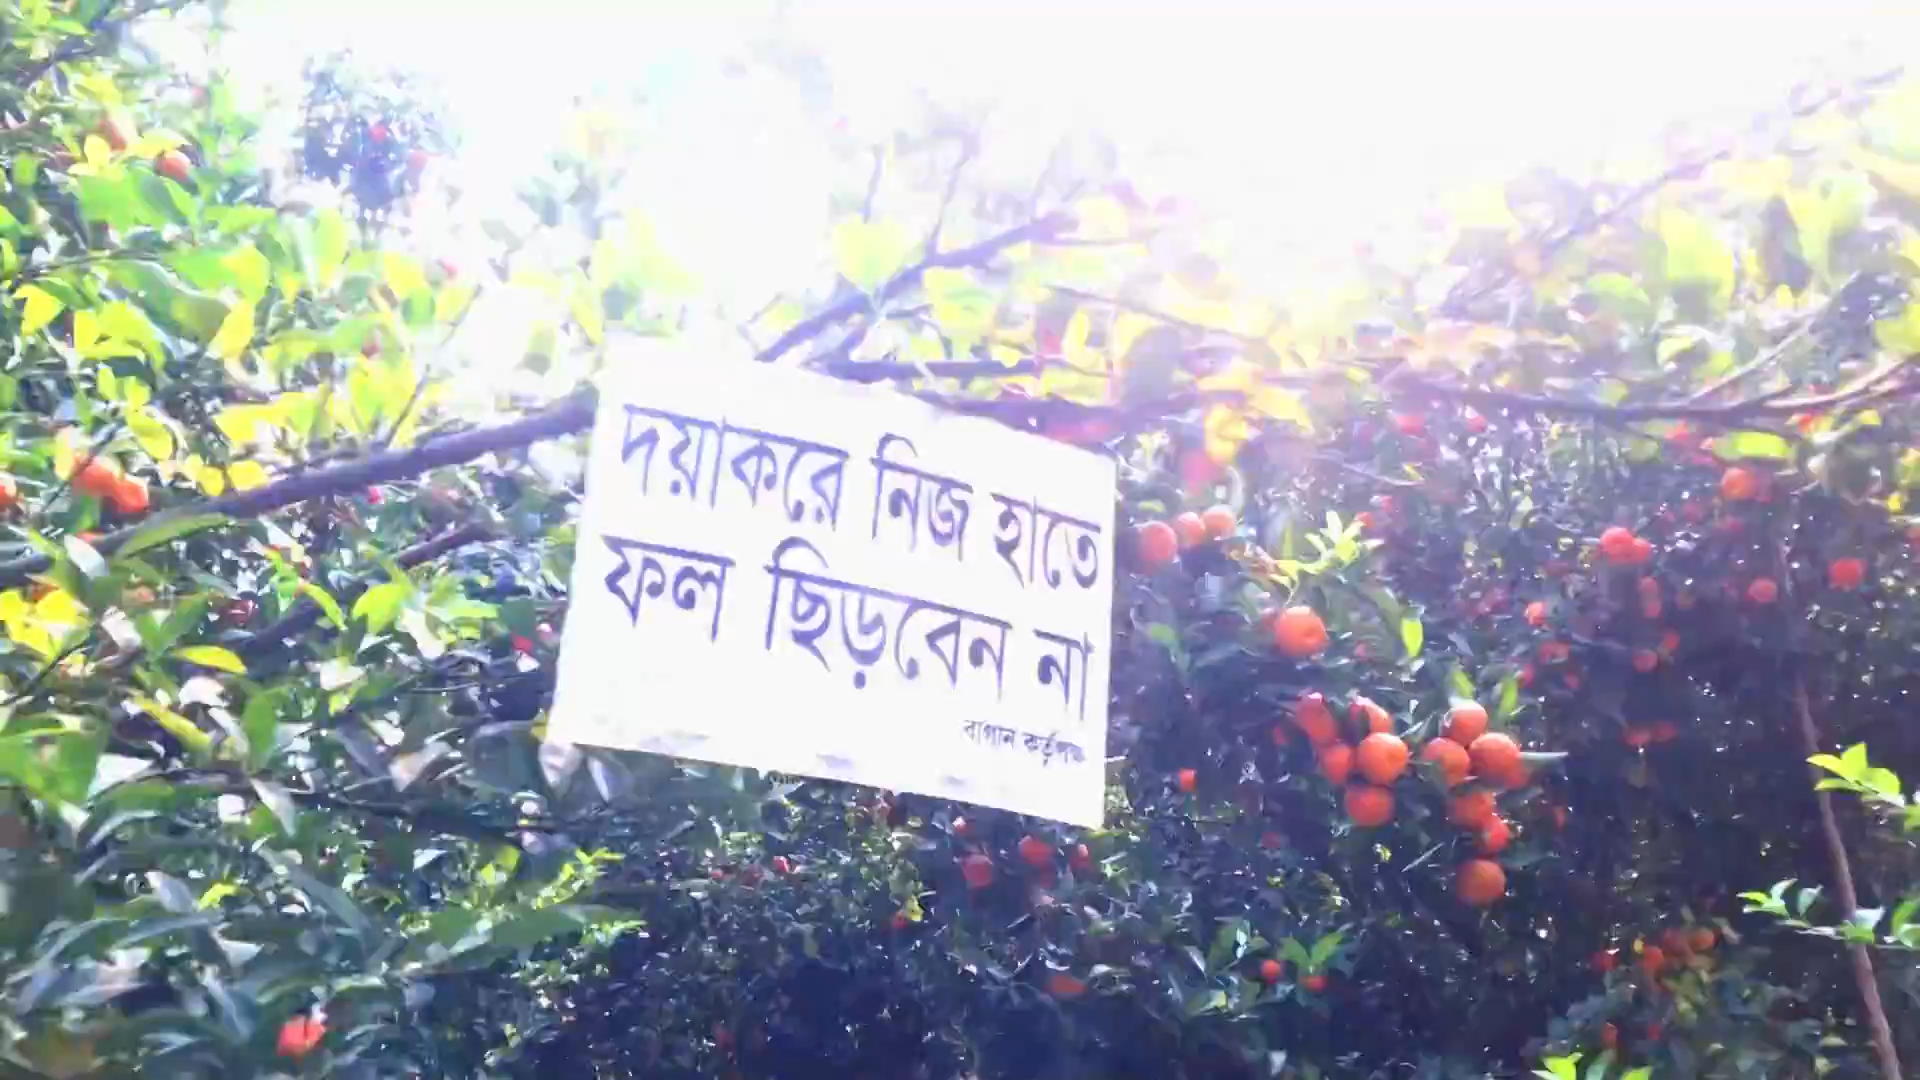 দয়াকরে নিজ হাতে
ফল ছিড়বেন না
বাগান কর্তৃপক্ষ